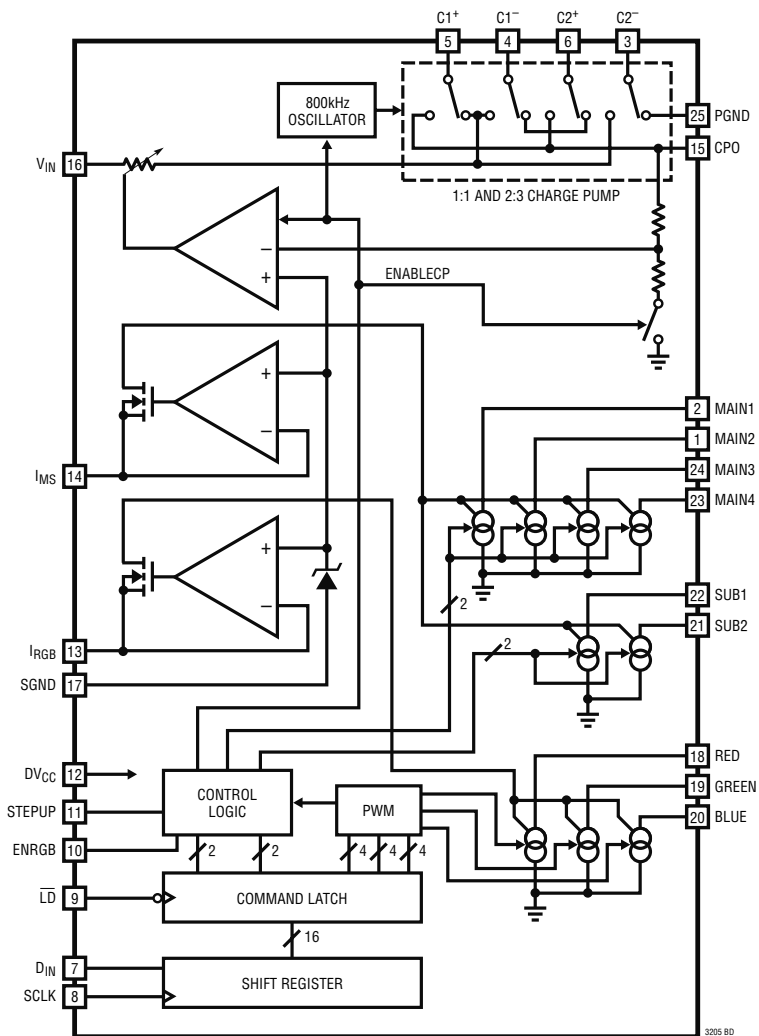 C1+ C1– C2+ C2–
5 4 6 3
800kHz
OSCILLATOR
25 PGND
15 CPO
VIN 16
1:1 AND 2:3 CHARGE PUMP
–
+
ENABLECP
+
–
2 MAIN1
1 MAIN2
24 MAIN3
23 MAIN4
IMS 14
2
+
–
22 SUB1
21 SUB2
2
IRGB 13
SGND 17
18 RED
19 GREEN
20 BLUE
DVCC 12
STEPUP 11
ENRGB 10
CONTROL
LOGIC
PWM
2 2 4 4 4
L̅D̅ 9
COMMAND LATCH
16
DIN 7
SCLK 8
SHIFT REGISTER
3205 BD